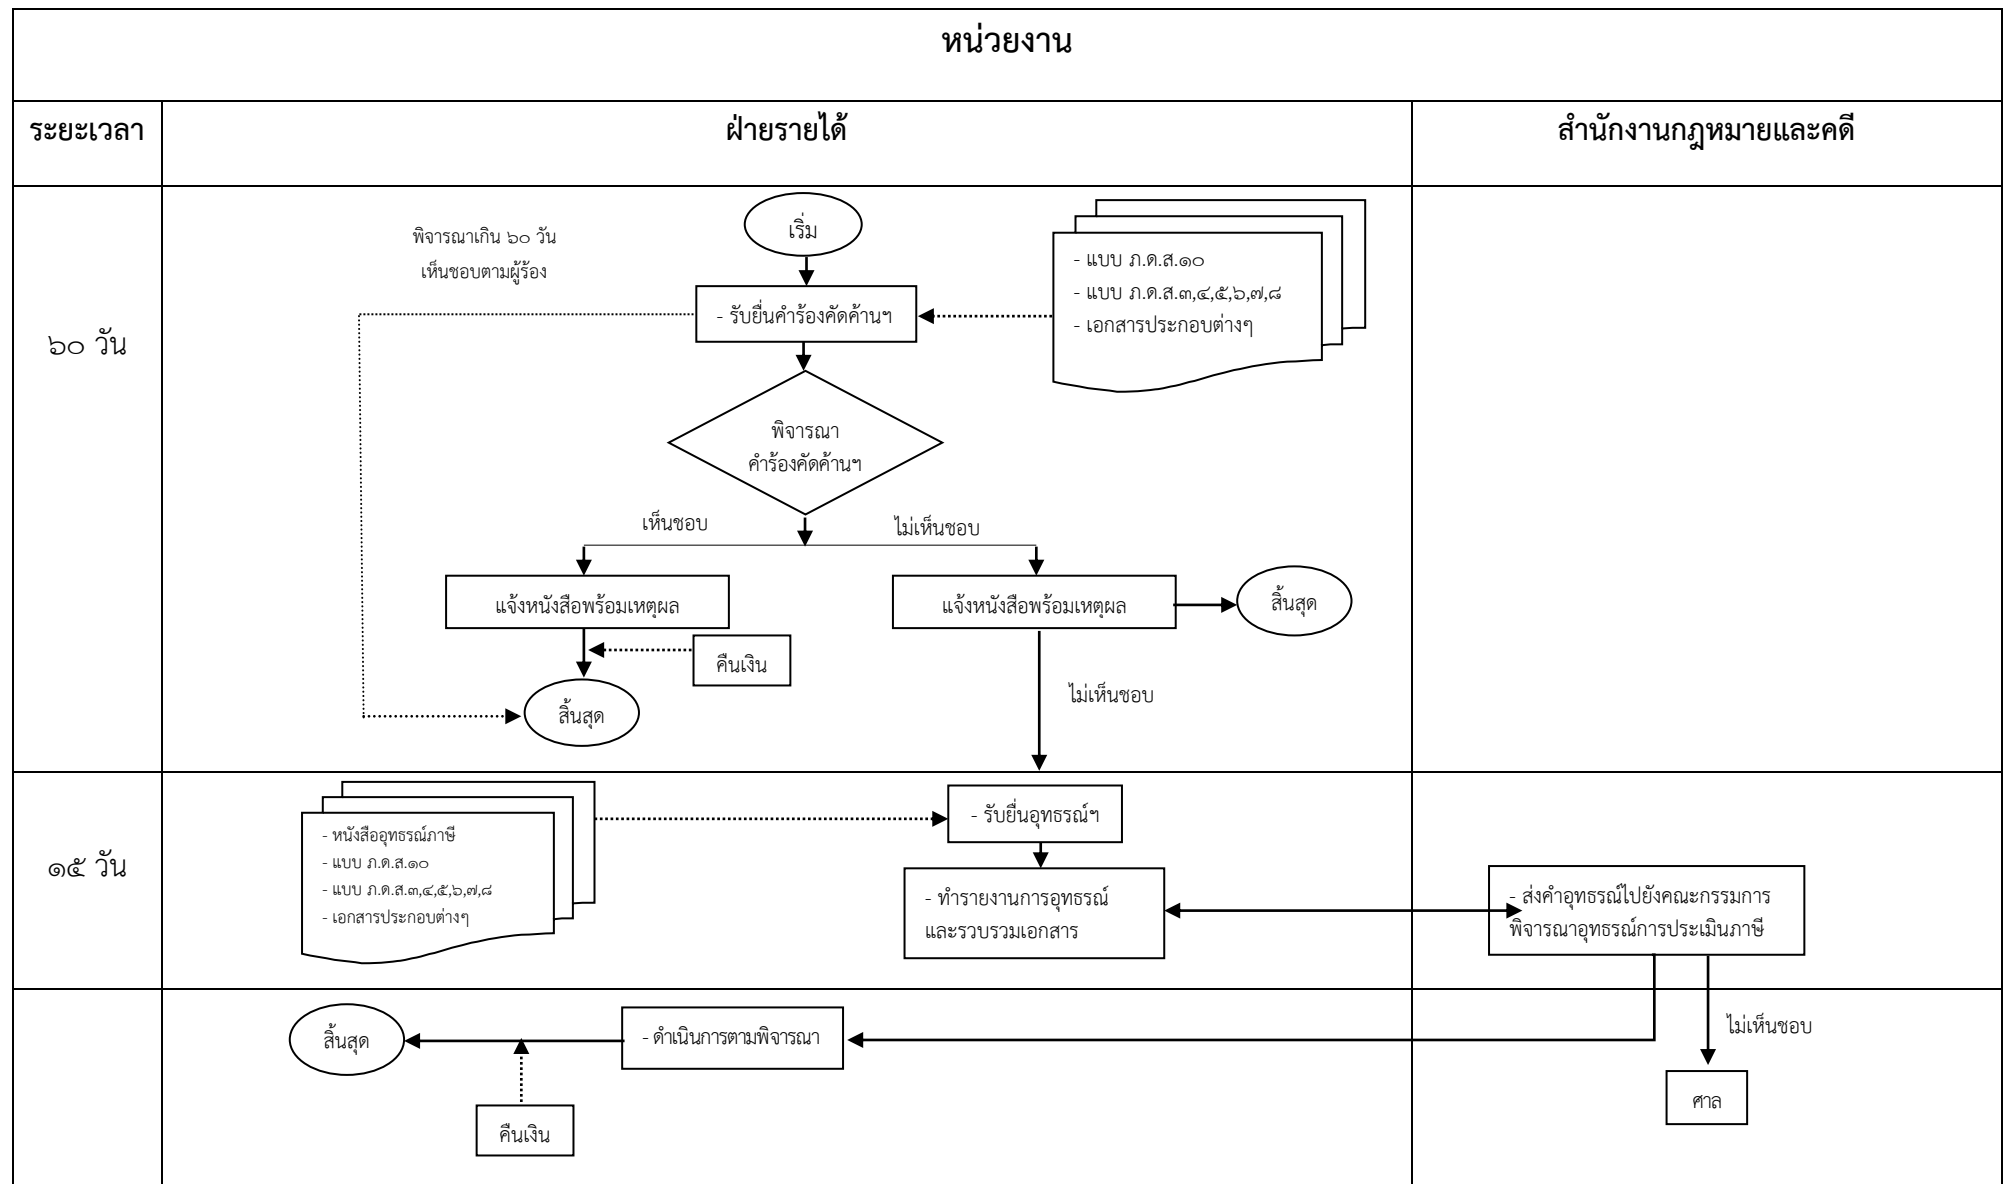 หน่วยงาน
ระยะเวลา
ฝ่ายรายได้
สำนักงานกฎหมายและคดี
๖๐ วัน
พิจารณาเกิน ๖๐ วัน
เห็นชอบตามผู้ร้อง
เริ่ม
- แบบ ภ.ด.ส.๑๐
- แบบ ภ.ด.ส.๓,๔,๕,๖,๗,๘
- เอกสารประกอบต่างๆ
- รับยื่นคำร้องคัดค้านฯ
พิจารณา
คำร้องคัดค้านฯ
เห็นชอบ
ไม่เห็นชอบ
แจ้งหนังสือพร้อมเหตุผล
แจ้งหนังสือพร้อมเหตุผล
สิ้นสุด
คืนเงิน
สิ้นสุด
ไม่เห็นชอบ
๑๕ วัน
- หนังสืออุทธรณ์ภาษี
- แบบ ภ.ด.ส.๑๐
- แบบ ภ.ด.ส.๓,๔,๕,๖,๗,๘
- เอกสารประกอบต่างๆ
- รับยื่นอุทธรณ์ฯ
- ทำรายงานการอุทธรณ์
และรวบรวมเอกสาร
- ส่งคำอุทธรณ์ไปยังคณะกรรมการ
พิจารณาอุทธรณ์การประเมินภาษี
สิ้นสุด
- ดำเนินการตามพิจารณา
ไม่เห็นชอบ
คืนเงิน
ศาล